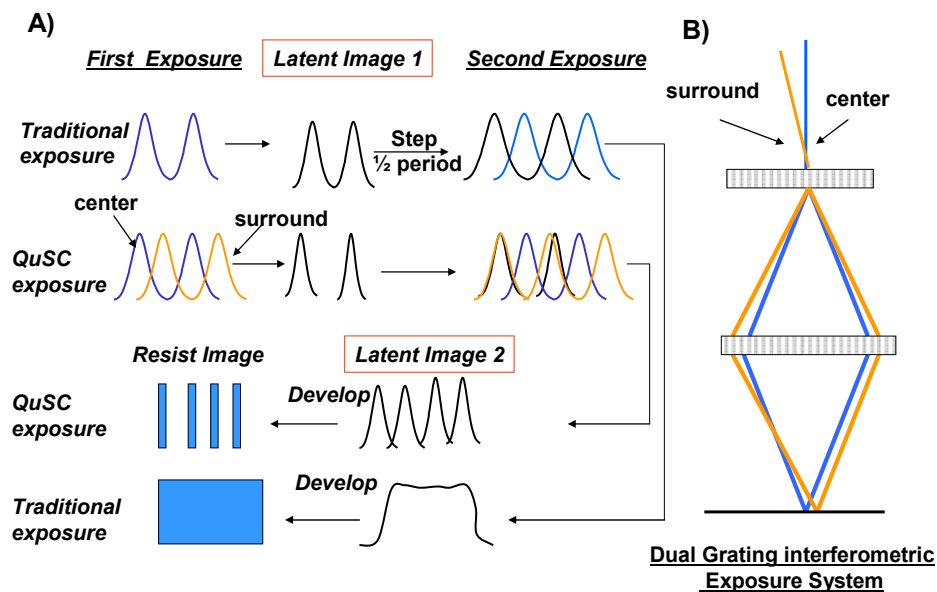 A)
First Exposure
Latent Image 1
Second Exposure
Traditional
exposure
Step
½ period
center
surround
QuSC
exposure
Resist Image
Latent Image 2
QuSC
exposure
Develop
Traditional
exposure
Develop
B)
surround
center
Dual Grating interferometric
Exposure System